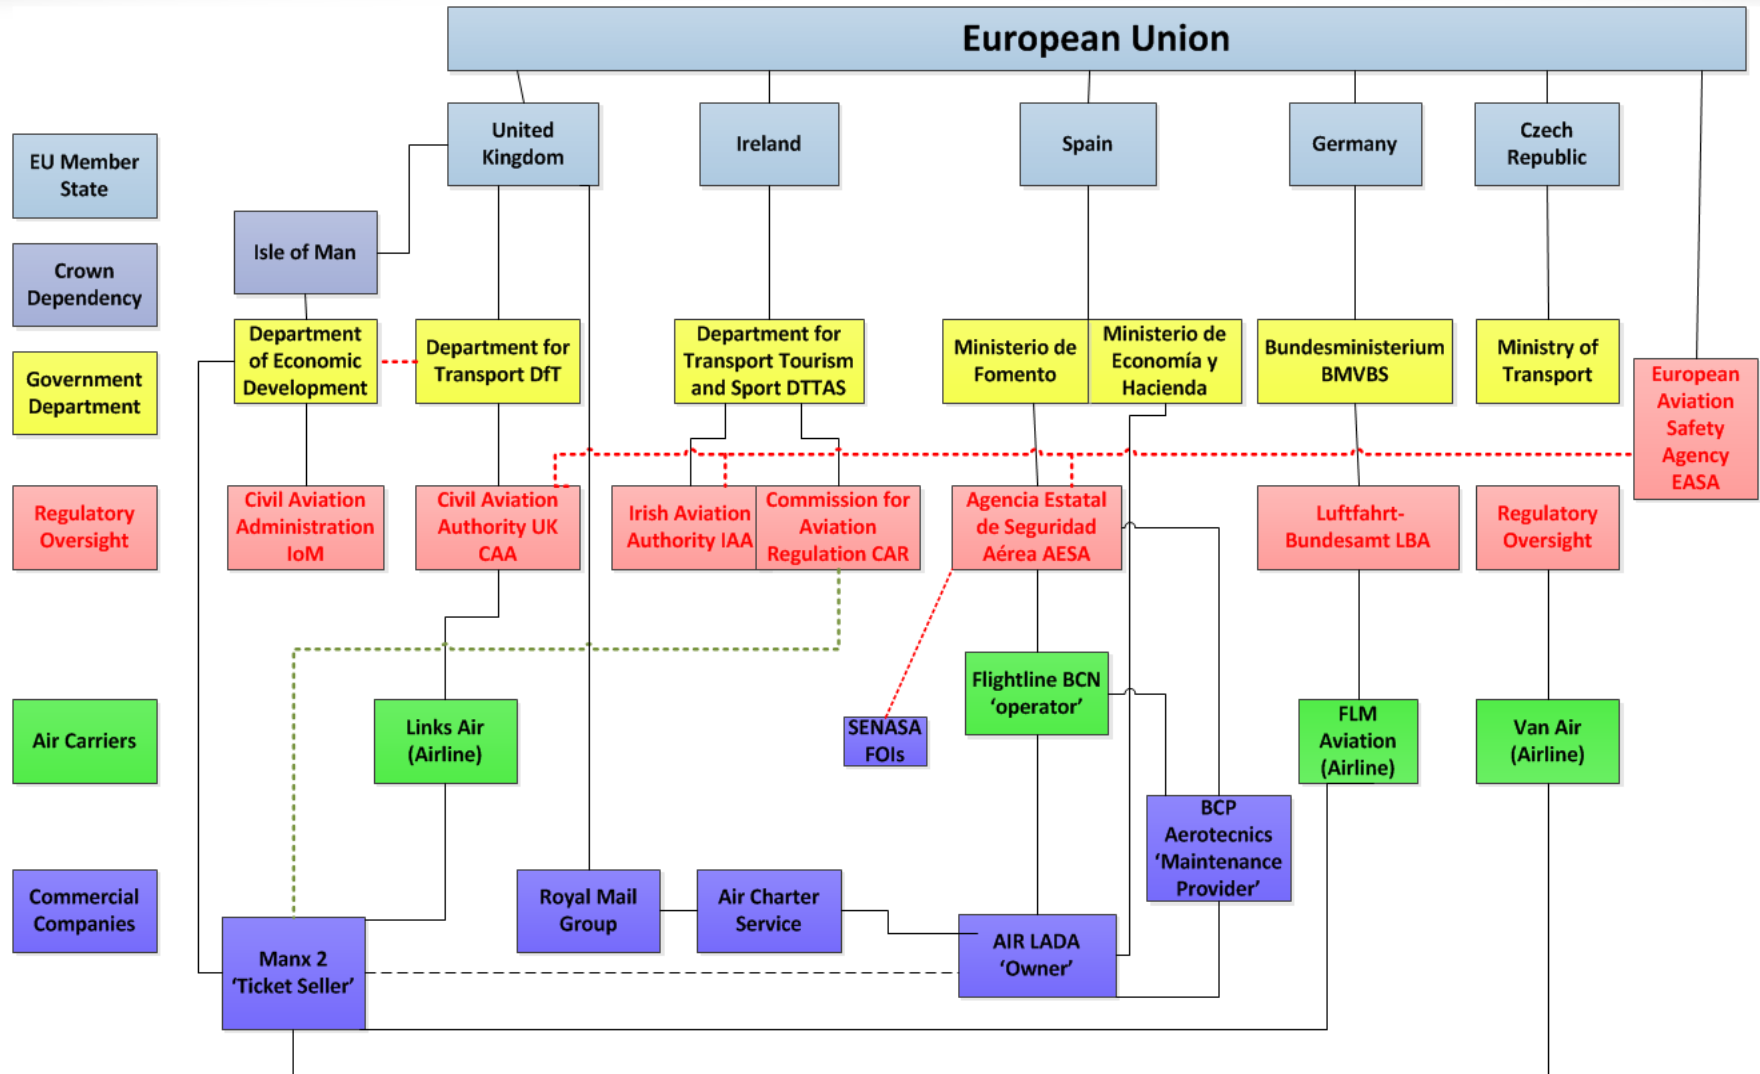 European Union
EU Member
State
Crown
Dependency
Government
Department
Regulatory
Oversight
Air Carriers
Commercial
Companies
United
Kingdom
Ireland
Spain
Germany
Czech
Republic
Isle of Man
Department
of Economic
Development
Department for
Transport DfT
Department for
Transport Tourism
and Sport DTTAS
Ministerio de
Fomento
Ministerio de
Economía y
Hacienda
Bundesministerium
BMVBS
Ministry of
Transport
European
Aviation
Safety
Agency
EASA
Civil Aviation
Administration
IoM
Civil Aviation
Authority UK
CAA
Irish Aviation
Authority IAA
Commission for
Aviation
Regulation CAR
Agencia Estatal
de Seguridad
Aérea AESA
Luftfahrt-
Bundesamt LBA
Regulatory
Oversight
Links Air
(Airline)
SENASA
FOIs
Flightline BCN
‘operator’
FLM
Aviation
(Airline)
Van Air
(Airline)
BCP
Aerotecnics
‘Maintenance
Provider’
Royal Mail
Group
Air Charter
Service
AIR LADA
‘Owner’
Manx 2
‘Ticket Seller’